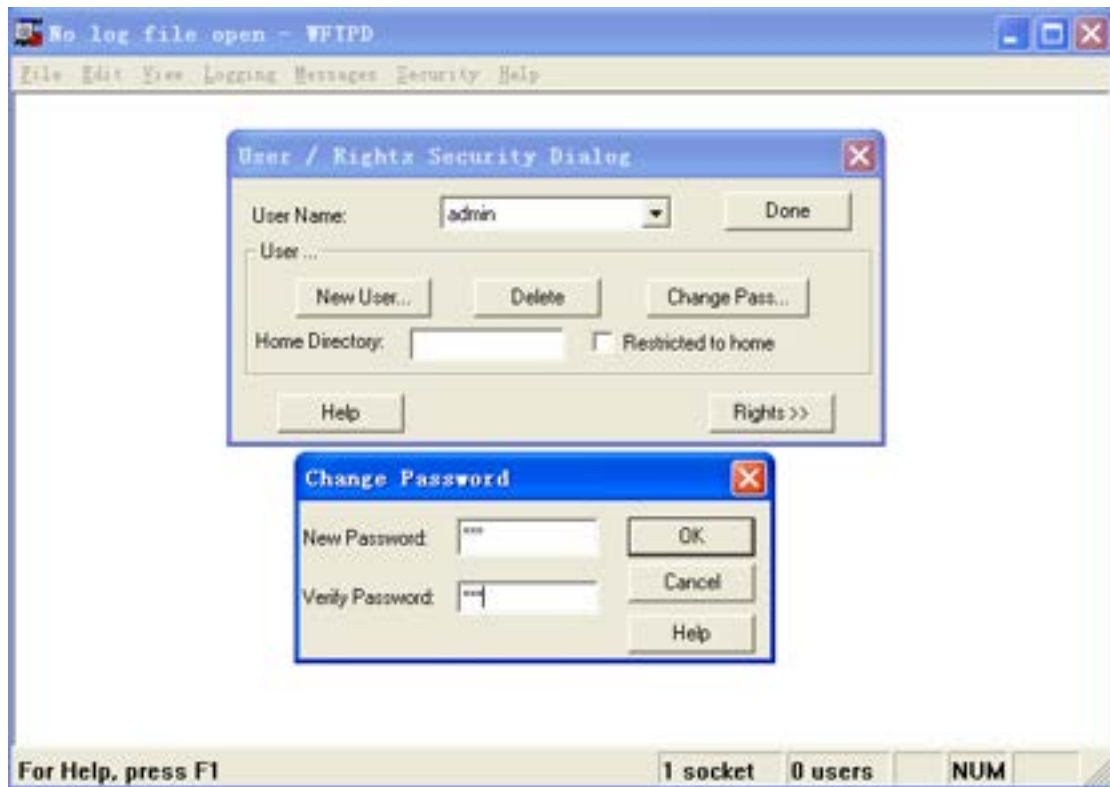 No log file open - WFTPD
File Edit View Logging Messages Security Help
User / Rights Security Dialog
User Name: admin Done
User ...
New User... Delete Change Pass...
Home Directory: Restricted to home
Help Rights >>
Change Password
New Password: *** OK
Cancel
Verify Password: ***
Help
For Help, press F1 1 socket 0 users NUM